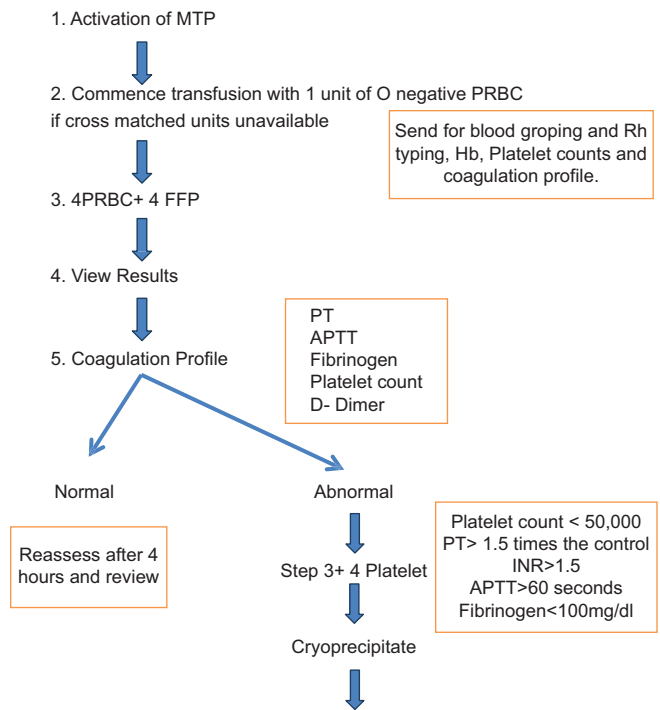 1. Activation of MTP
2. Commence transfusion with 1 unit of O negative PRBC
if cross matched units unavailable
Send for blood groping and Rh
typing, Hb, Platelet counts and
coagulation profile.
3. 4PRBC+ 4 FFP
4. View Results
5. Coagulation Profile
PT
APTT
Fibrinogen
Platelet count
D- Dimer
Normal
Reassess after 4
hours and review
Abnormal
Platelet count < 50,000
PT> 1.5 times the control
INR>1.5
APTT>60 seconds
Fibrinogen<100mg/dl
Step 3+ 4 Platelet
Cryoprecipitate